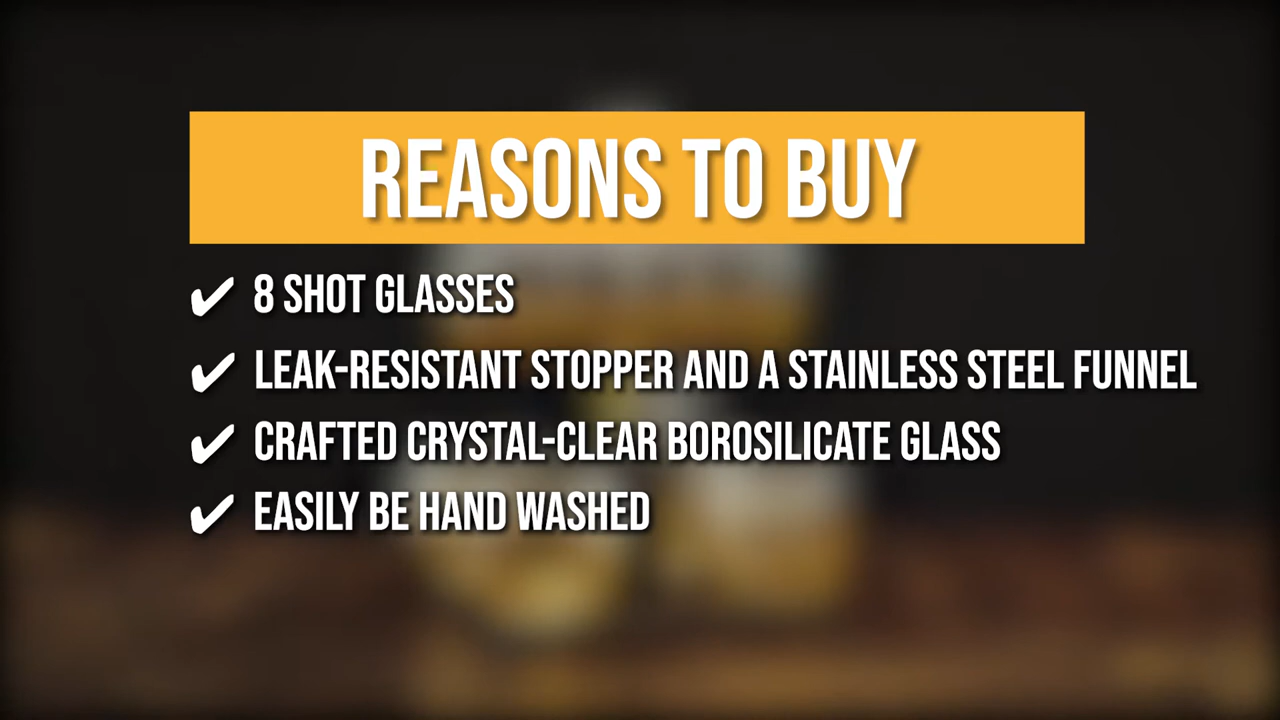 REASONS TO BUY
✔ 8 SHOT GLASSES
✔ LEAK-RESISTANT STOPPER AND A STAINLESS STEEL FUNNEL
✔ CRAFTED CRYSTAL-CLEAR BOROSILICATE GLASS
✔ EASILY BE HAND WASHED